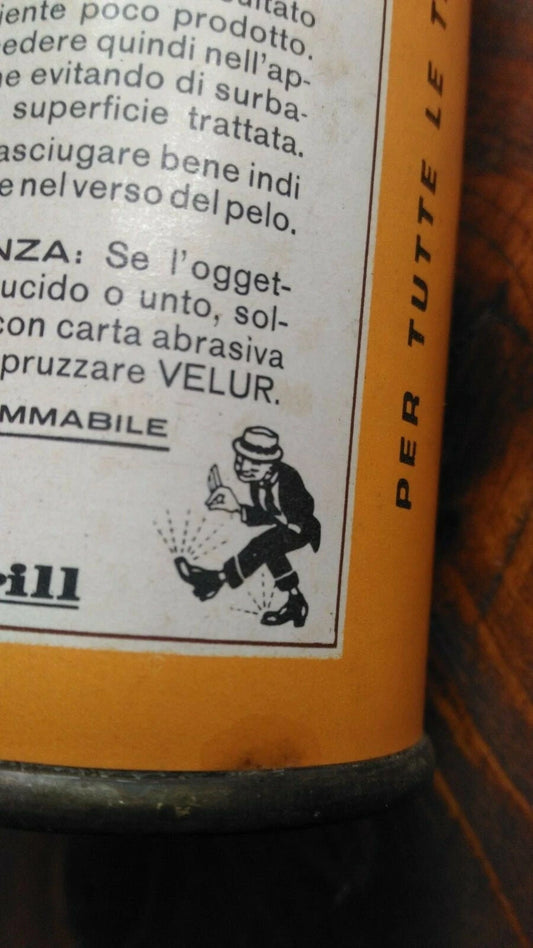 iente poco prodotto.
edere quindi nell'ap-
e evitando di surba-
superficie trattata.
asciugare bene indi
e nel verso del pelo.
NZA: Se l'ogget-
ucido o unto, sol-
con carta abrasiva
pruzzare VELUR.
MMABILE
ill
PER TUTTE LE